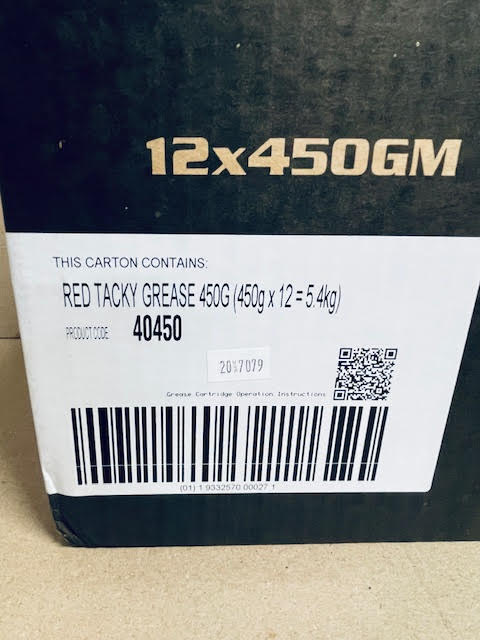 12x450GM
THIS CARTON CONTAINS:
RED TACKY GREASE 450G (450g x 12 = 5.4kg)
PRODUCT CODE 40450
Grease Cartridge Operation Instructions
(01) 1 9332570 00027 1